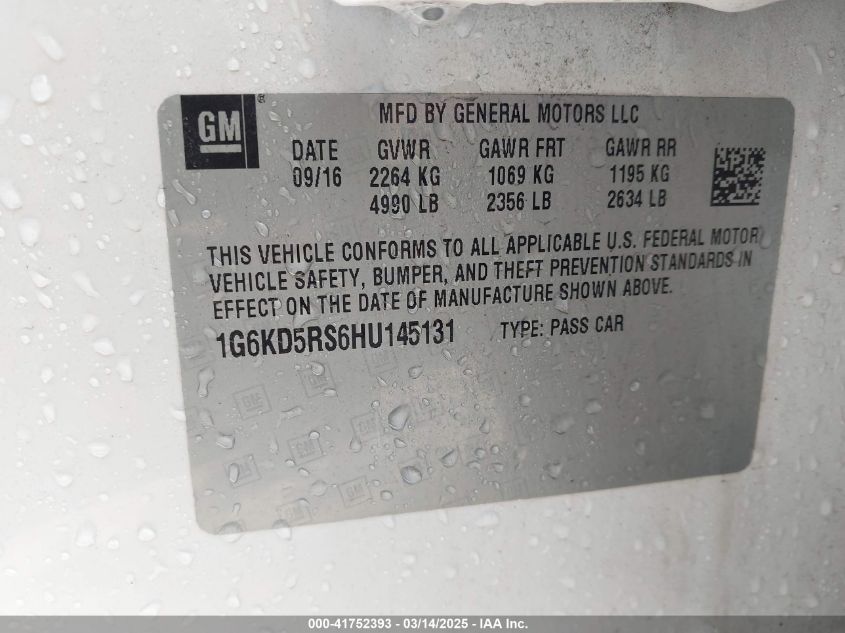 GM
MFD BY GENERAL MOTORS LLC
DATE GVWR GAWR FRT GAWR RR
09/16 2264 KG 1069 KG 1195 KG
4990 LB 2356 LB 2634 LB
THIS VEHICLE CONFORMS TO ALL APPLICABLE U.S. FEDERAL MOTOR
VEHICLE SAFETY, BUMPER, AND THEFT PREVENTION STANDARDS IN
EFFECT ON THE DATE OF MANUFACTURE SHOWN ABOVE.
1G6KD5RS6HU145131 TYPE: PASS CAR
000-41752393 - 03/14/2025 - IAA Inc.